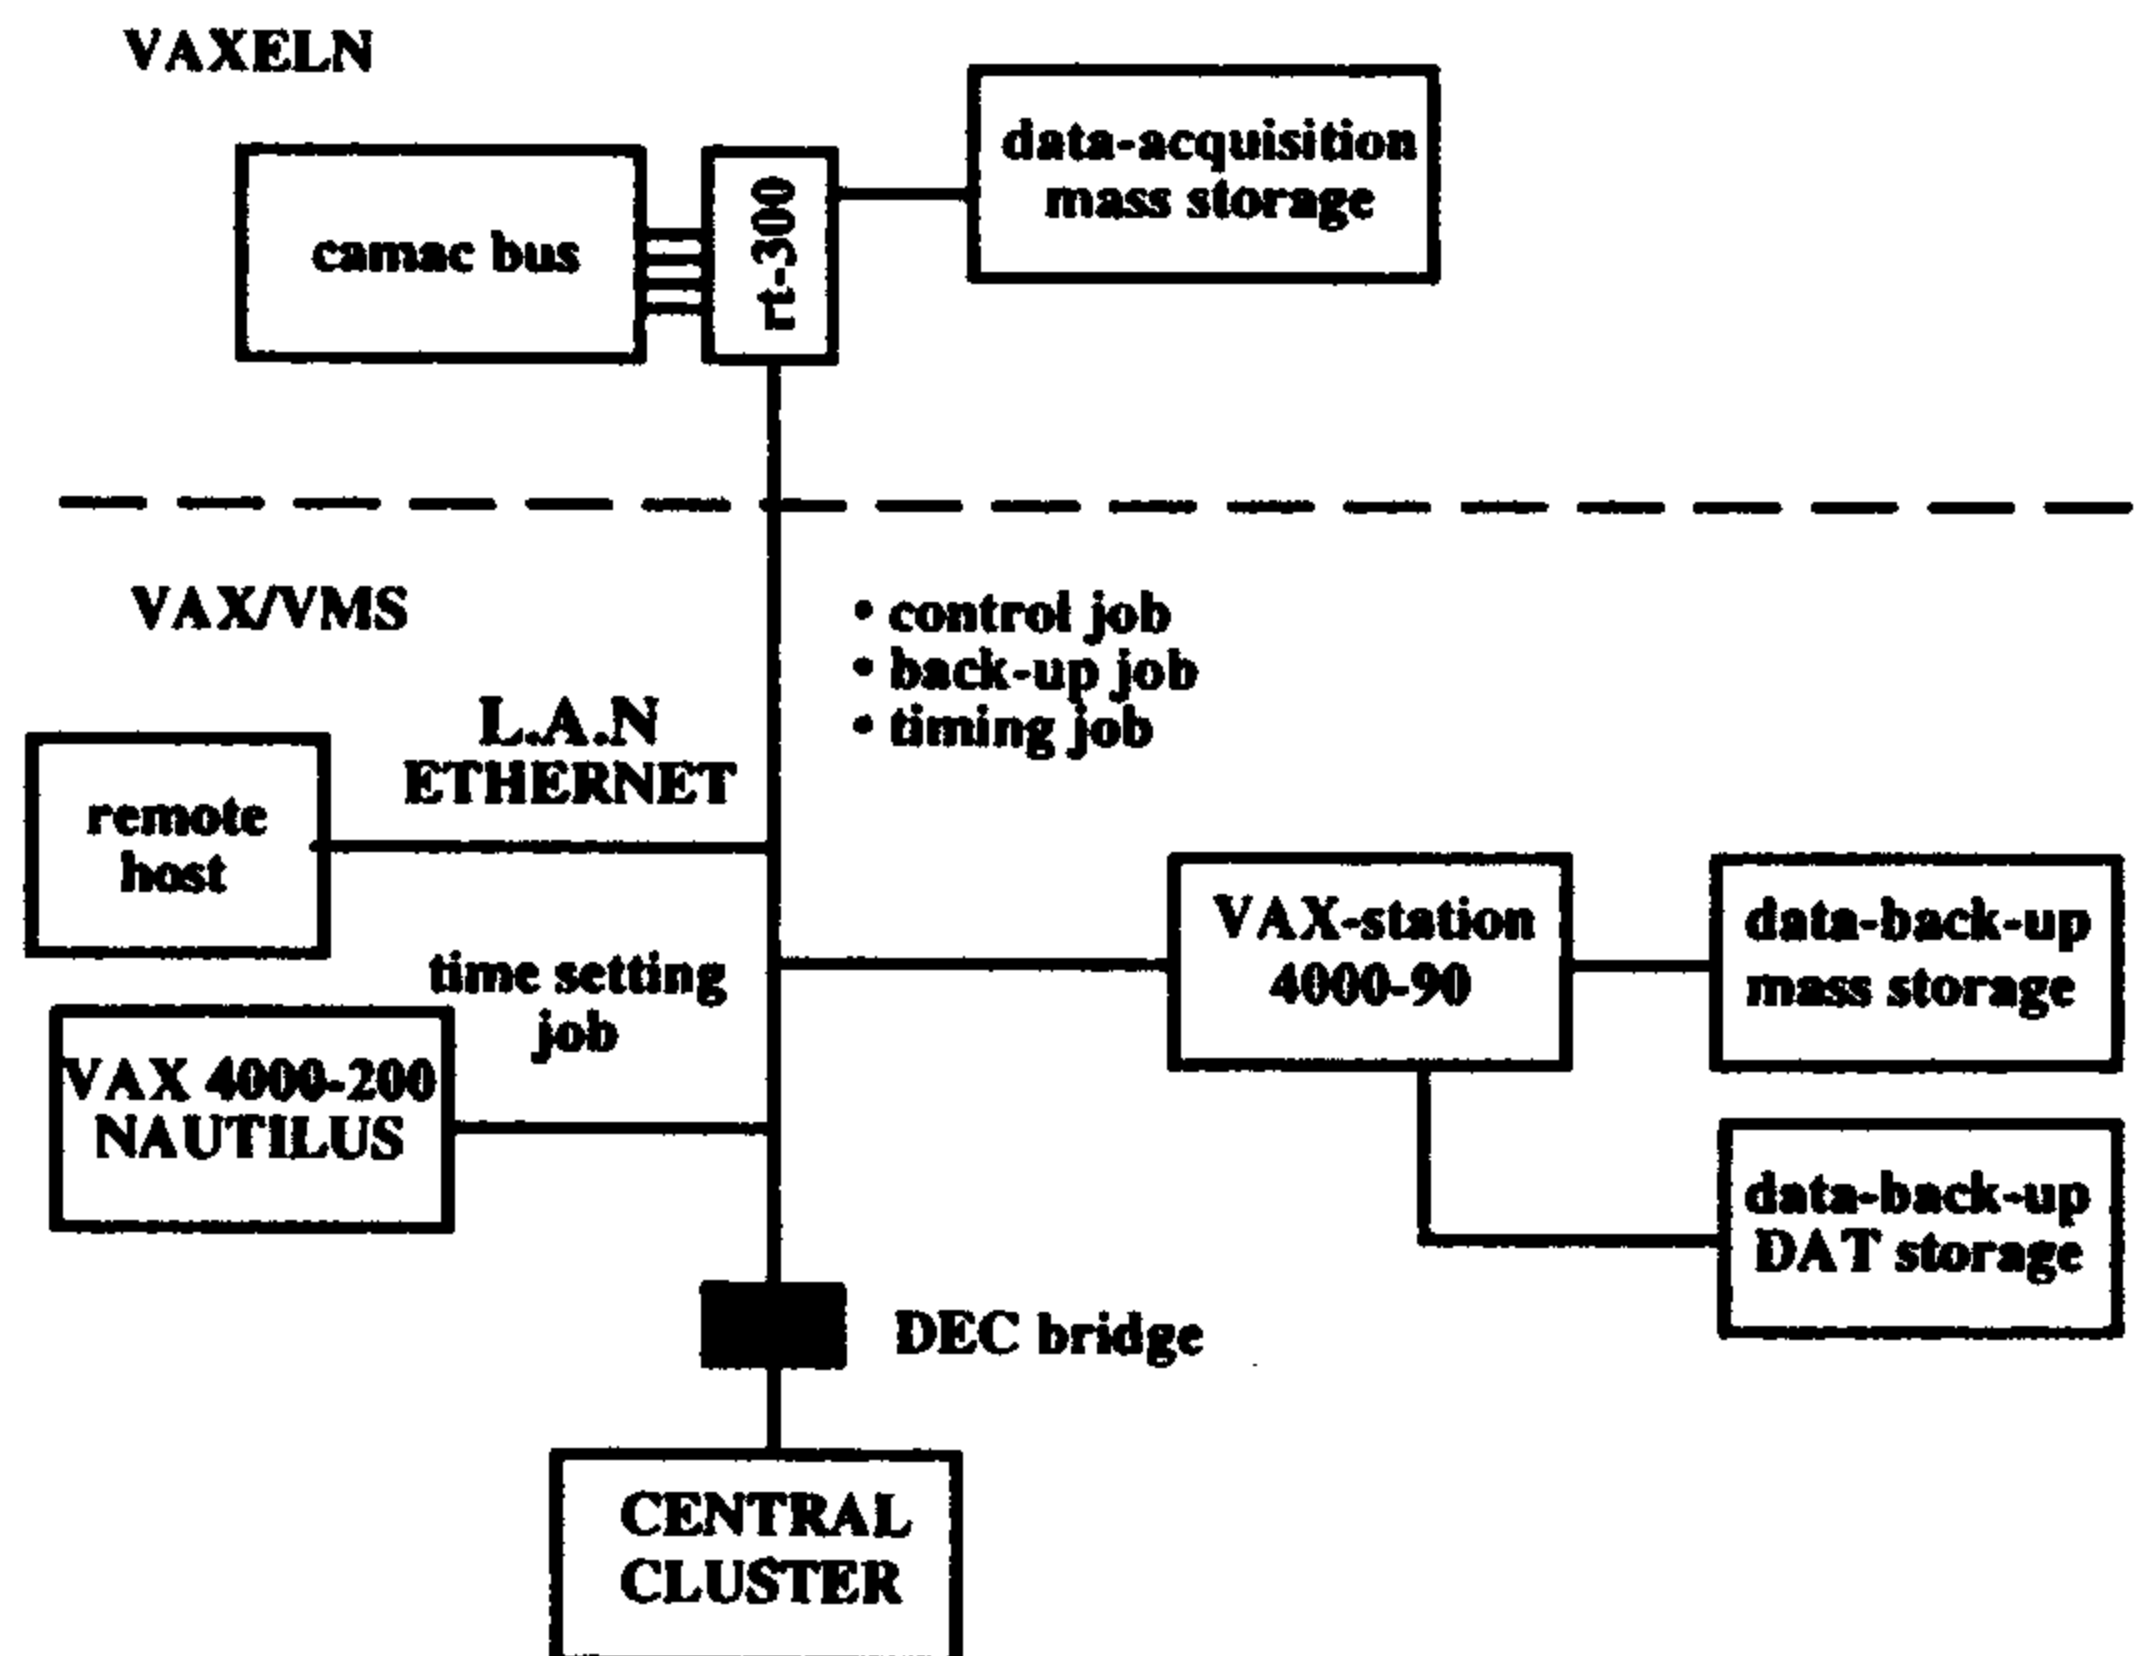 VAXELN
data-acquisition
mass storage
camac bus
rt-300
VAX/VMS
• control job
• back-up job
• timing job
L.A.N
ETHERNET
remote
host
VAX-station
4000-90
data-back-up
mass storage
time setting
job
VAX 4000-200
NAUTILUS
data-back-up
DAT storage
DEC bridge
CENTRAL
CLUSTER